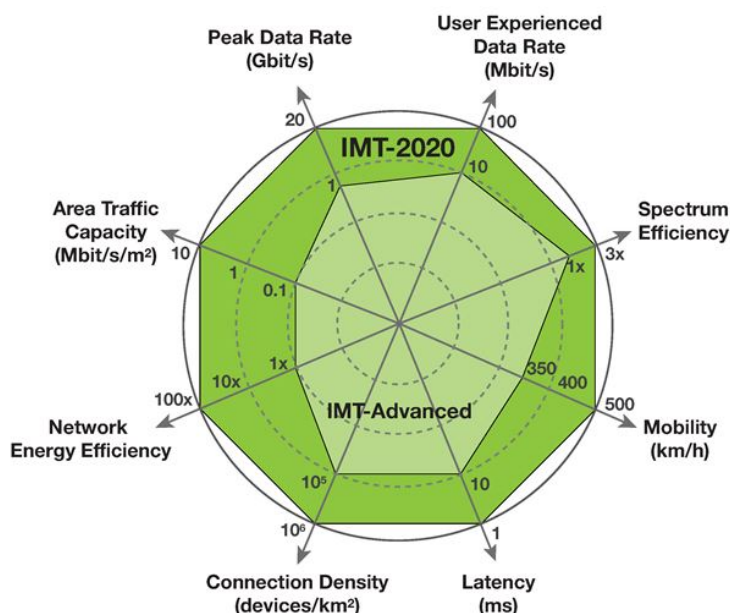 Peak Data Rate
(Gbit/s)
User Experienced
Data Rate
(Mbit/s)
20
100
IMT-2020
1
10
Area Traffic
Capacity
(Mbit/s/m²)
Spectrum
Efficiency
10
1
0.1
1x
3x
1x
10x
100x
350
400
500
Network
Energy Efficiency
IMT-Advanced
Mobility
(km/h)
10⁵
10
10⁶
1
Connection Density
(devices/km²)
Latency
(ms)